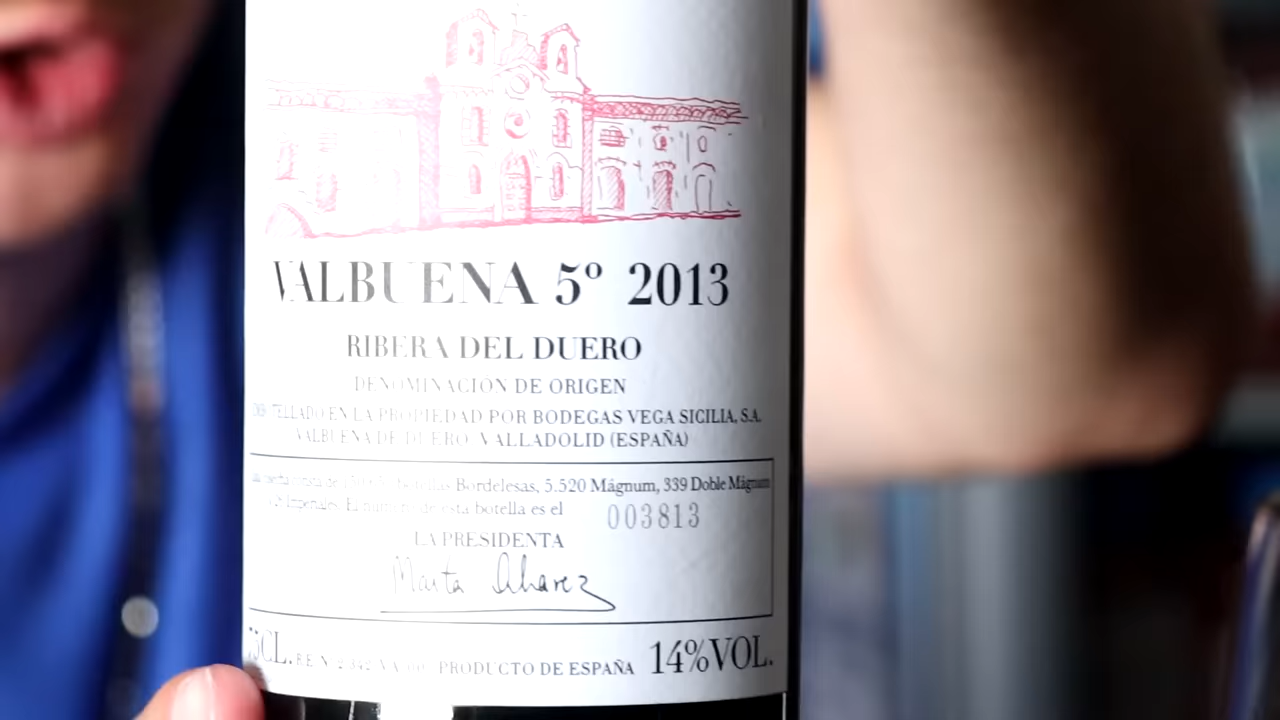 VALBUENA 5º 2013
RIBERA DEL DUERO
DENOMINACIÓN DE ORIGEN
EN LA PROPIEDAD POR BODEGAS VEGA SICILIA, S.A.
VALBUENA DE DUERO VALLADOLID (ESPAÑA)
Bordelesas, 5.520 Mágnum, 339 Doble Mágnum
Imperiales. El número de esta botella es el 003813
LA PRESIDENTA
Marta Alvarez
75CL. PRODUCTO DE ESPAÑA 14%VOL.